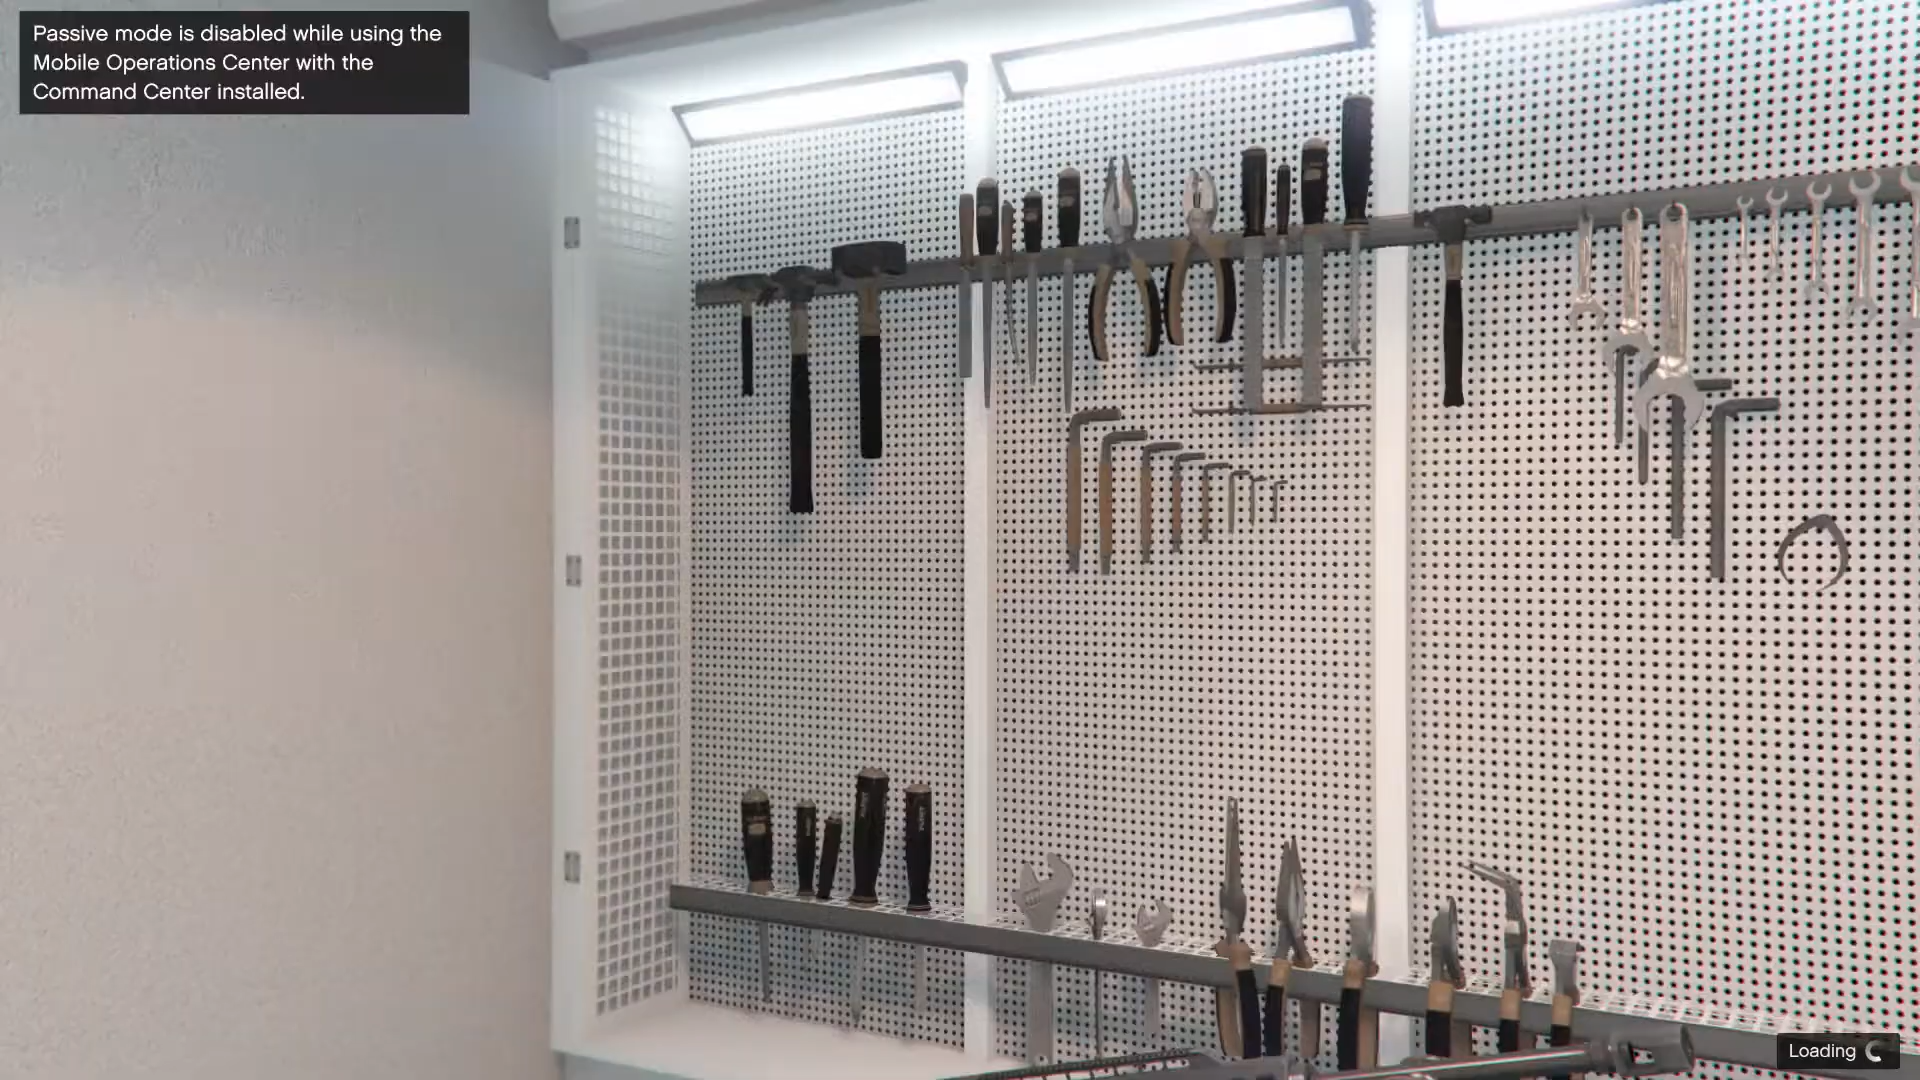 Passive mode is disabled while using the
Mobile Operations Center with the
Command Center installed.
Loading